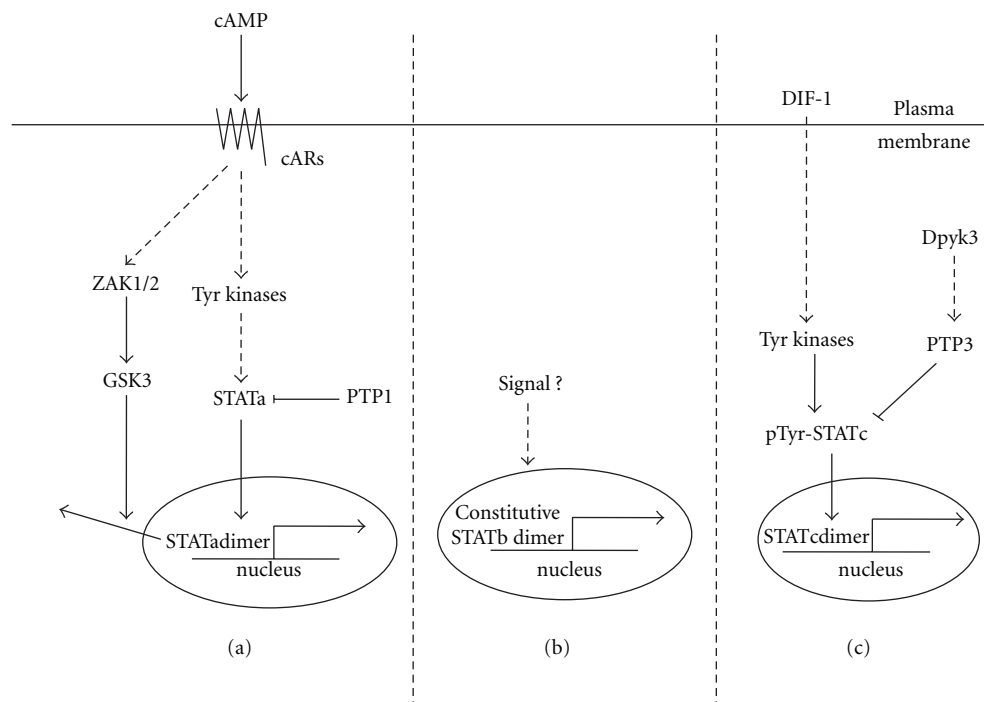 cAMP
cARs
ZAK1/2
Tyr kinases
GSK3
STATa
PTP1
STATadimer
nucleus
(a)
Signal ?
Constitutive
STATb dimer
nucleus
(b)
DIF-1
Plasma
membrane
Dpyk3
Tyr kinases
PTP3
pTyr-STATc
STATcdimer
nucleus
(c)